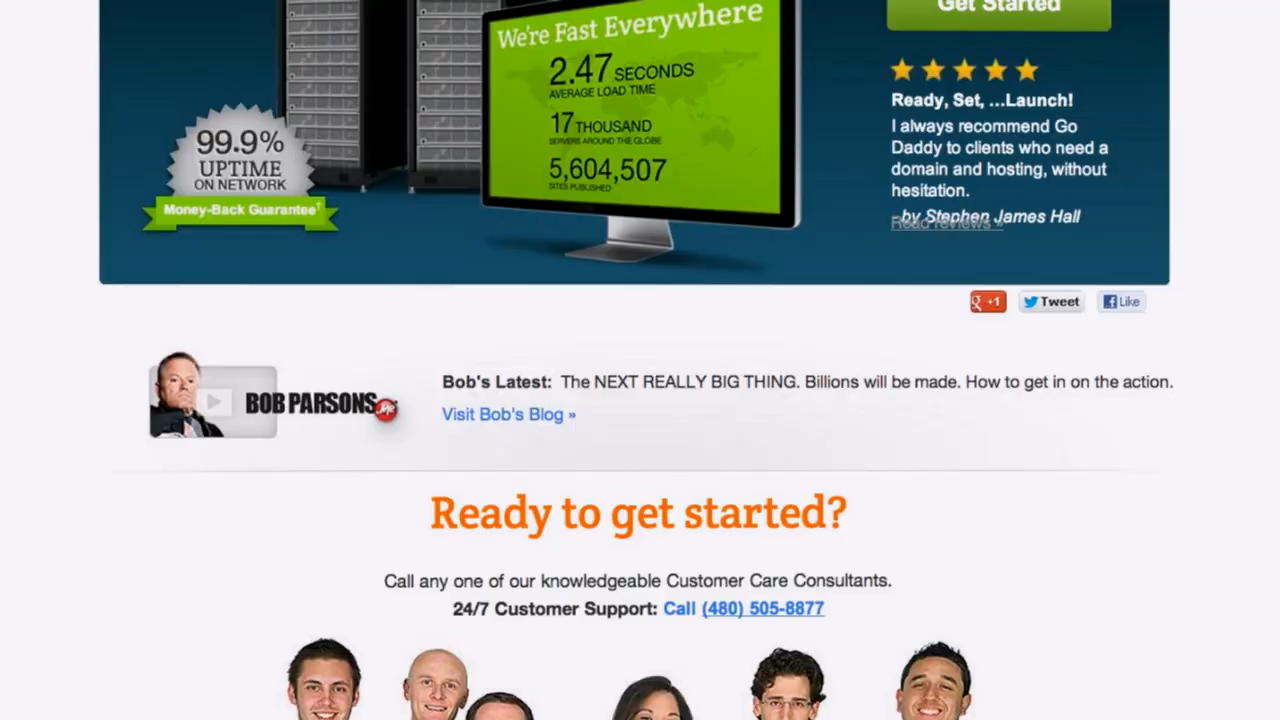 Get Started
We're Fast Everywhere
2.47 SECONDS
AVERAGE LOAD TIME
17 THOUSAND
SERVERS AROUND THE GLOBE
5,604,507
SITES PUBLISHED
99.9%
UPTIME
ON NETWORK
Money-Back Guarantee†
Ready, Set, ...Launch!
I always recommend Go
Daddy to clients who need a
domain and hosting, without
hesitation.
-by Stephen James Hall
Read reviews »
+1
Tweet
Like
BOB PARSONS.Me
Bob's Latest: The NEXT REALLY BIG THING. Billions will be made. How to get in on the action.
Visit Bob's Blog »
Ready to get started?
Call any one of our knowledgeable Customer Care Consultants.
24/7 Customer Support: Call (480) 505-8877